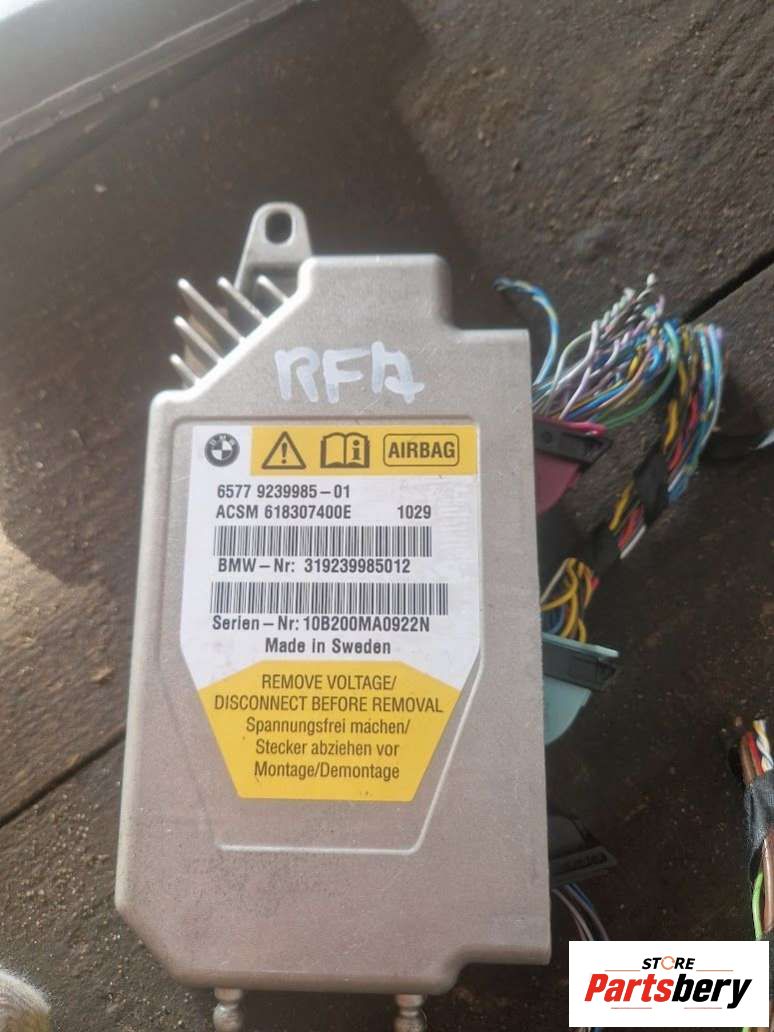 RFA
BMW
AIRBAG
6577 9239985-01
ACSM 618307400E 1029
BMW-Nr: 319239985012
Serien-Nr: 10B200MA0922N
Made in Sweden
REMOVE VOLTAGE/
DISCONNECT BEFORE REMOVAL
Spannungsfrei machen/
Stecker abziehen vor
Montage/Demontage
STORE
Partsbery